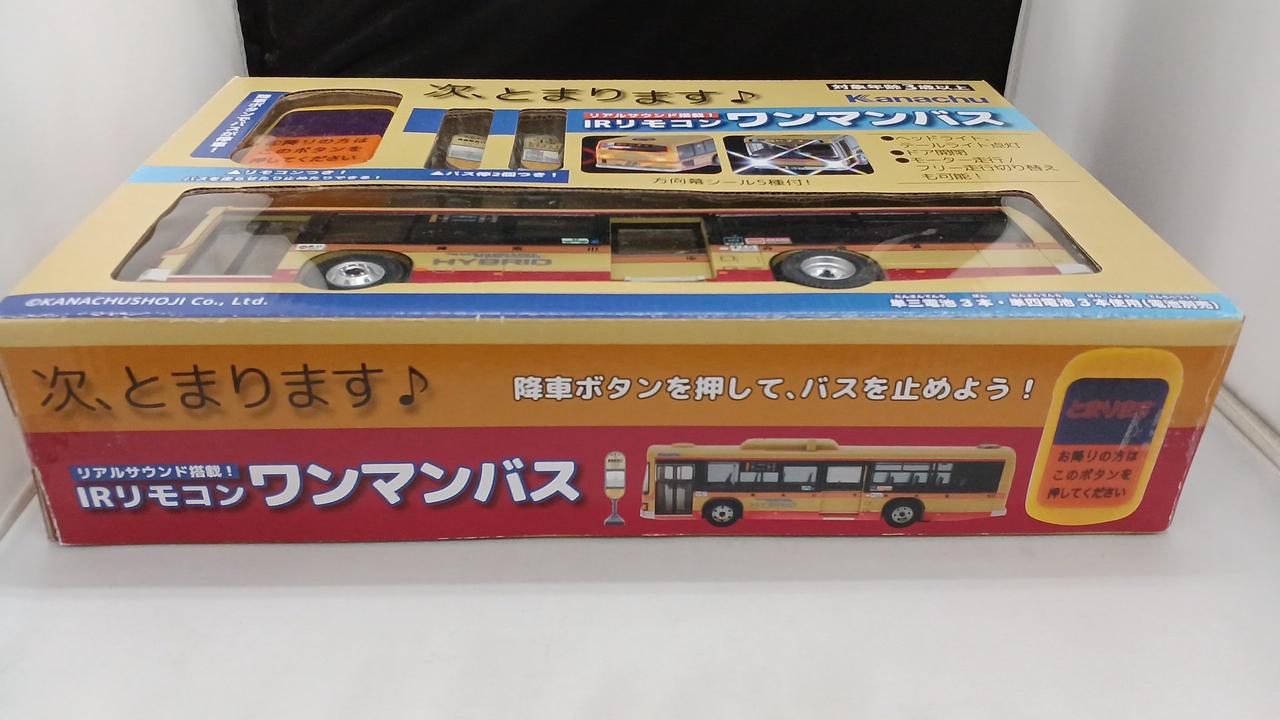 次、とまります♪
対象年齢3歳以上
Kanachu
リアルサウンド搭載!
IRリモコン ワンマンバス
お降りの方は
このボタンを
押してください
▲リモコンつき!
▲バス停2個つき!
方向幕シール5種付!
●ヘッドライト
テールライト点灯
●ドア開閉
●モーター走行/
フリー走行切り替え
も可能!
HYBRID
©KANACHUSHOJI Co., Ltd.
単三電池3本・単四電池3本使用(電池別売)
次、とまります♪
降車ボタンを押して、バスを止めよう!
リアルサウンド搭載!
IRリモコン ワンマンバス
とまります
お降りの方は
このボタンを
押してください